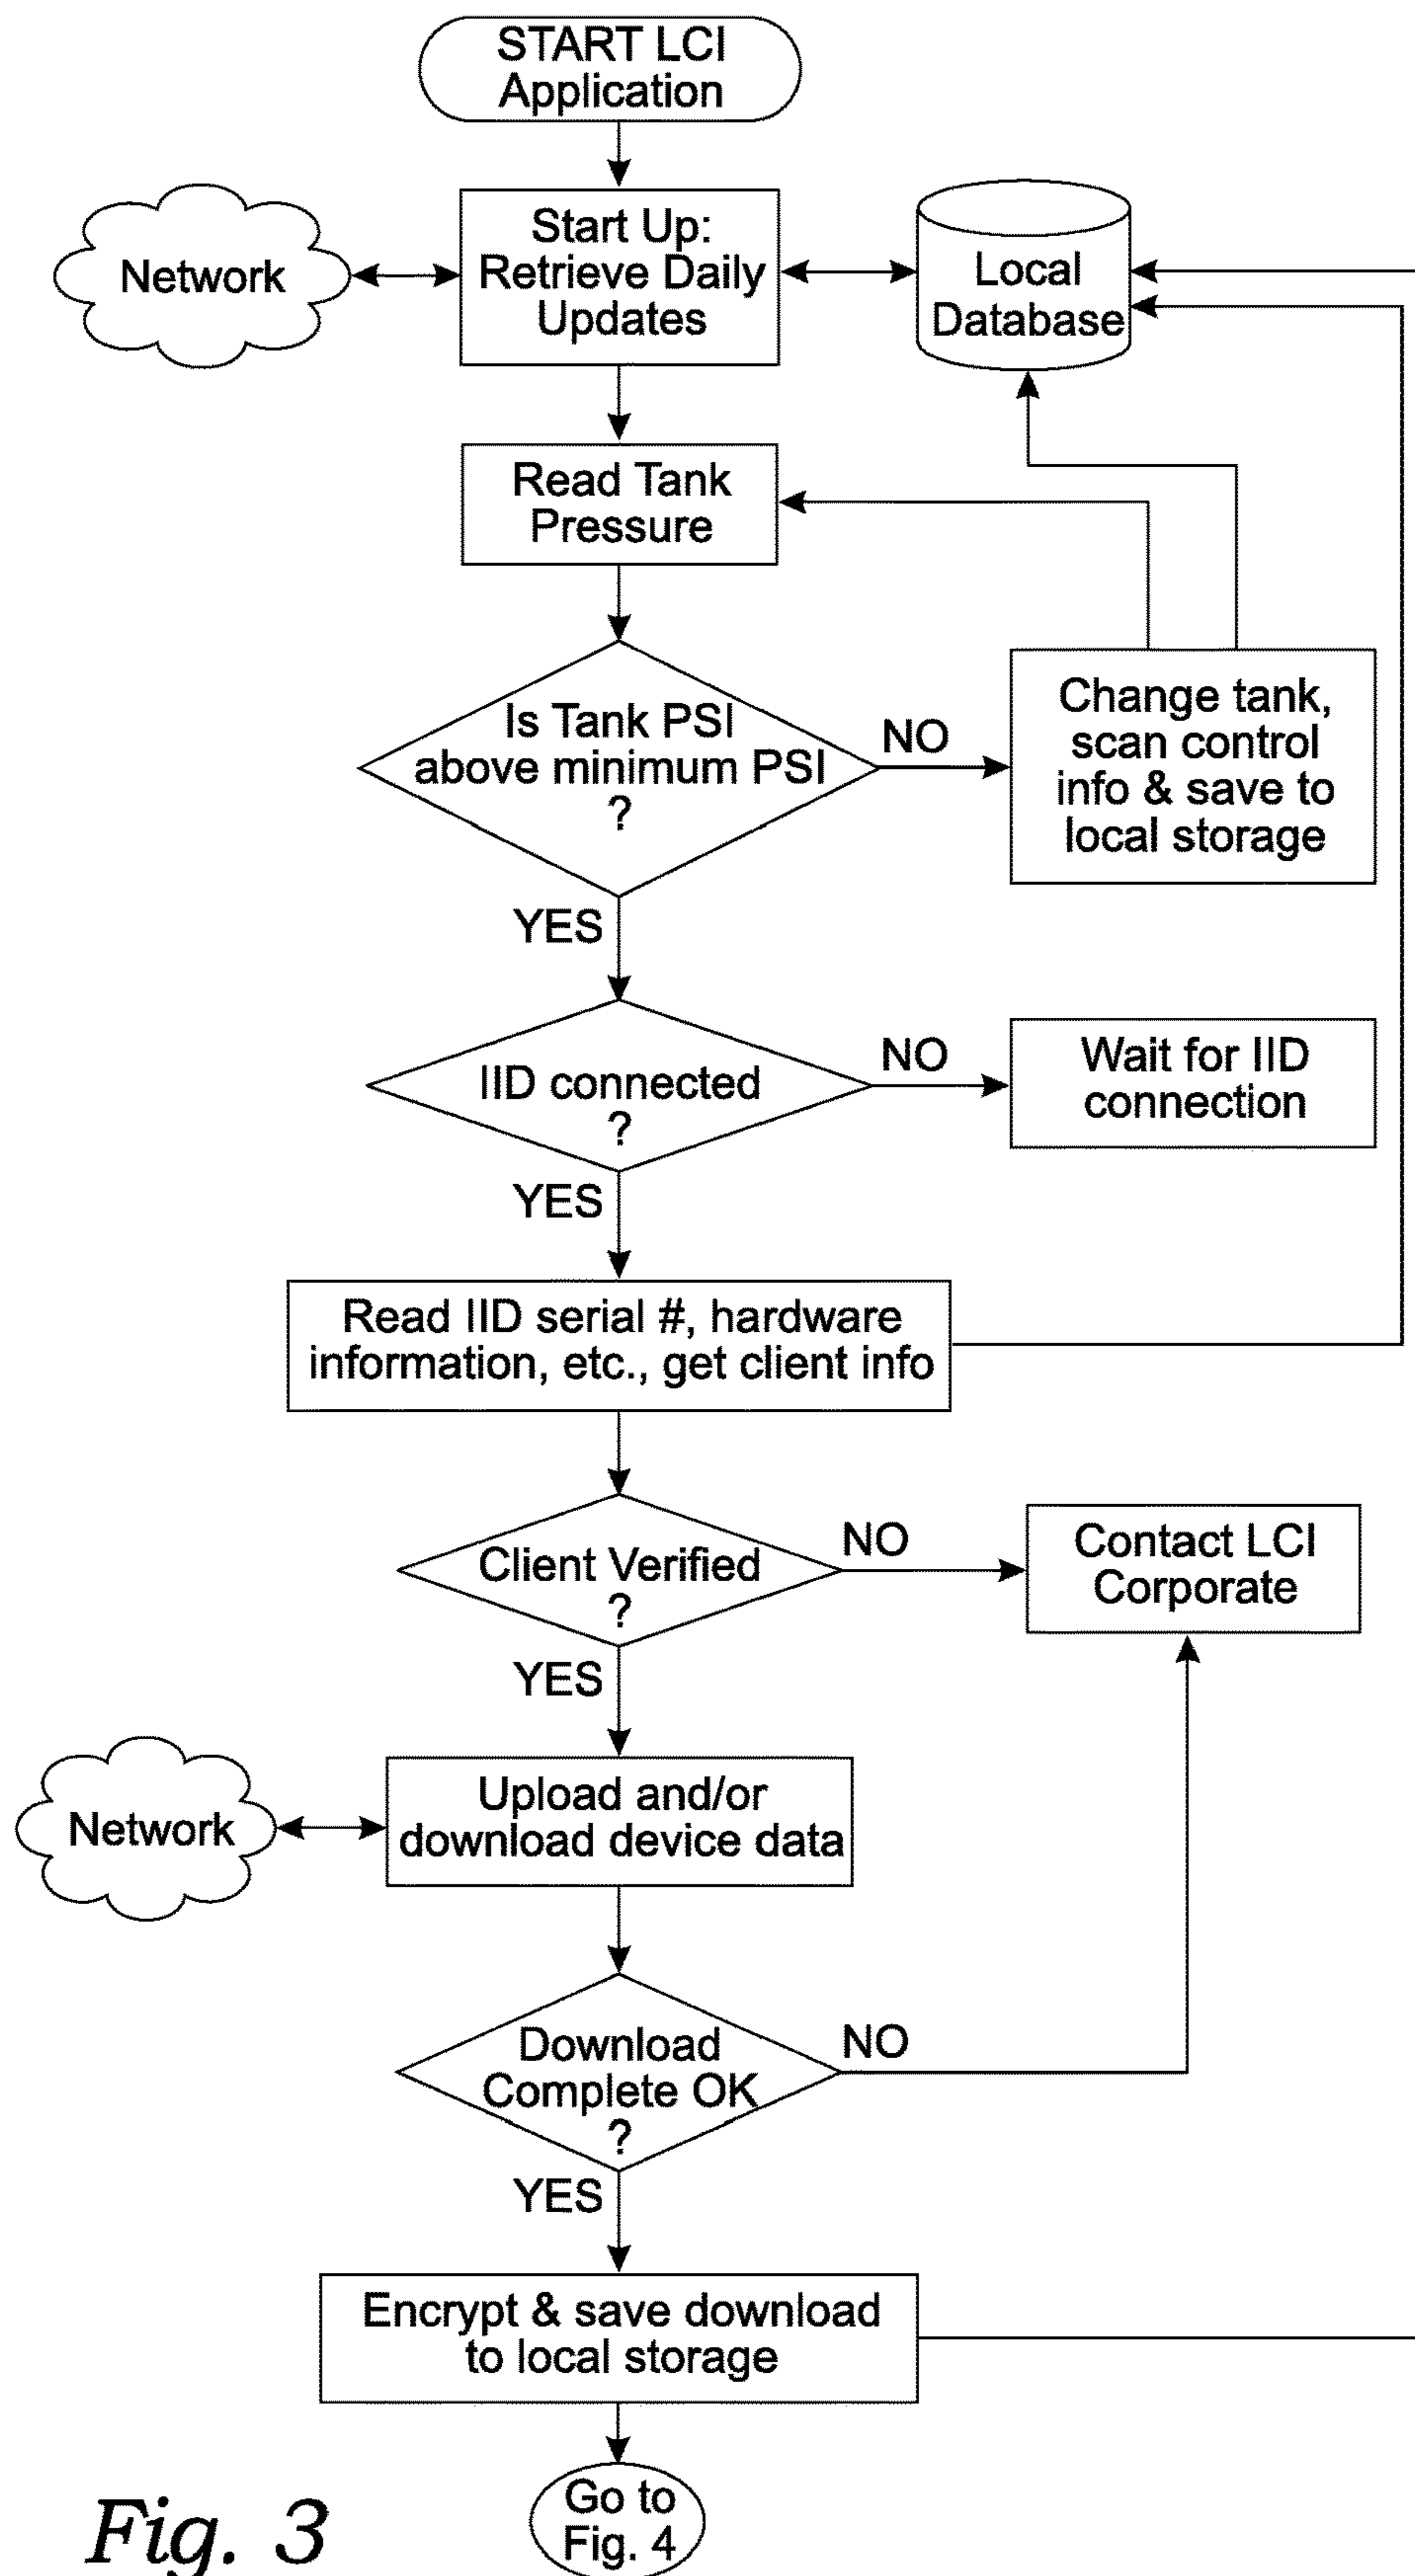 START LCI
Application
Network
Start Up:
Retrieve Daily
Updates
Local
Database
Read Tank
Pressure
Is Tank PSI
above minimum PSI
?
NO
Change tank,
scan control
info & save to
local storage
YES
IID connected
?
NO
Wait for IID
connection
YES
Read IID serial #, hardware
information, etc., get client info
Client Verified
?
NO
Contact LCI
Corporate
YES
Network
Upload and/or
download device data
Download
Complete OK
?
NO
YES
Encrypt & save download
to local storage
Go to
Fig. 4
Fig. 3